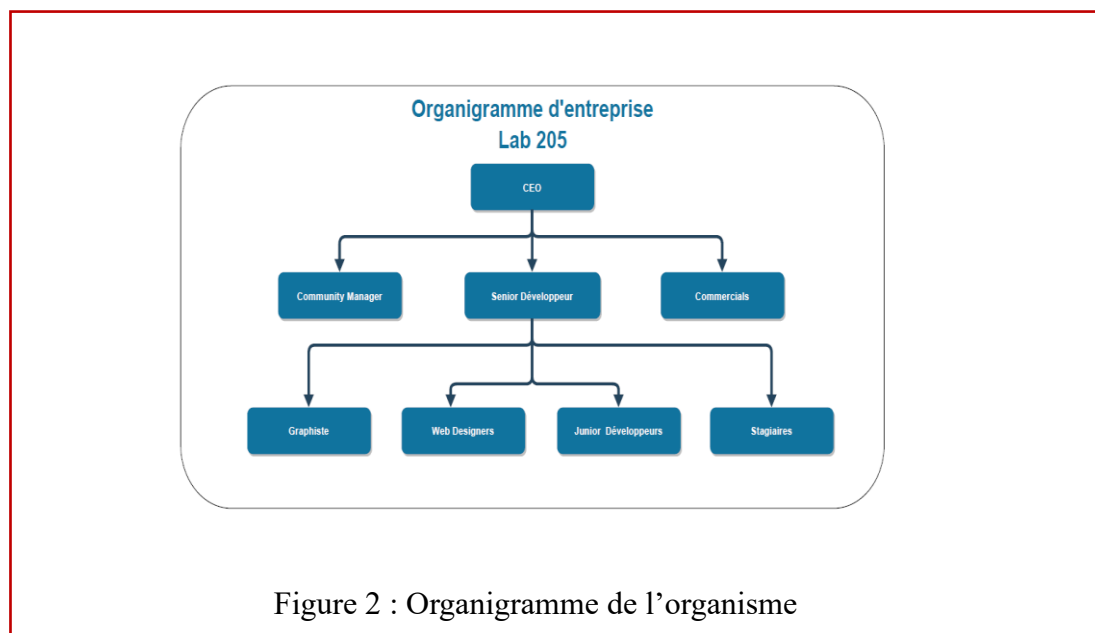 Organigramme d'entreprise
Lab 205
CEO
Community Manager
Senior Développeur
Commercials
Graphiste
Web Designers
Junior Développeurs
Stagiaires
Figure 2 : Organigramme de l’organisme